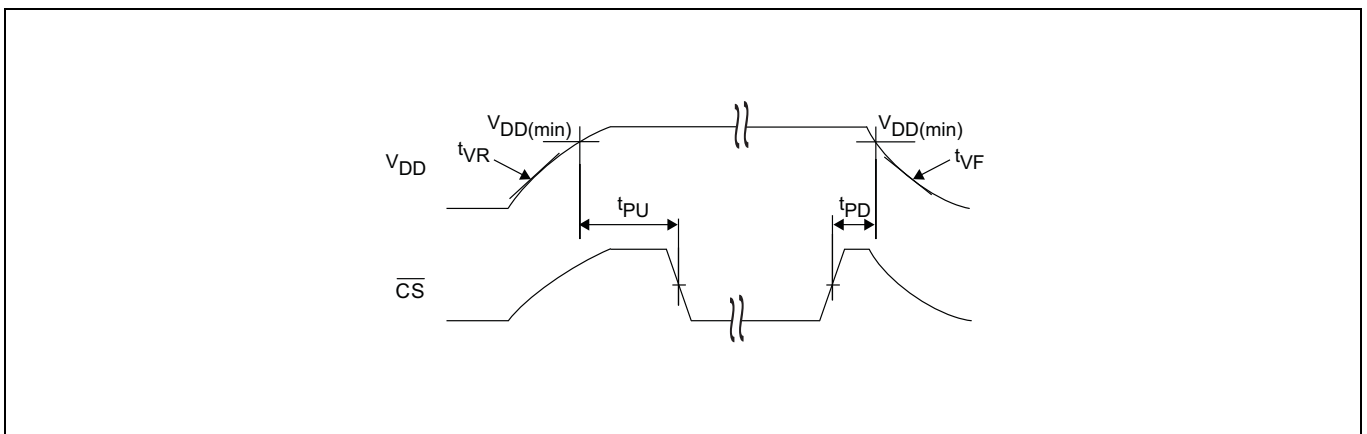 VDD(min)
VDD(min)
tVR
tVF
VDD
tPU
tPD
CS